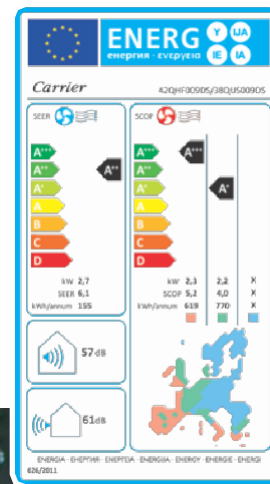 ENERG Y IJA
енергия · ενεργεια IE IA
Carrier 42QHF009DS/38QUS009DS
SEER SCOP
A+++ A+++ A+++
A++ A++ A++
A+ A+ A+
A A
B B
C C
D D
kW 2,7 kW 2,3 2,2 X
SEER 6,1 SCOP 5,2 4,0 X
kWh/annum 155 kWh/annum 619 770 X
57dB
61dB
ENERGIA · ЕНЕРГИЯ · ΕΝΕΡΓΕΙΑ · ENERGIJA · ENERGY · ENERGIE · ENERGI
626/2011